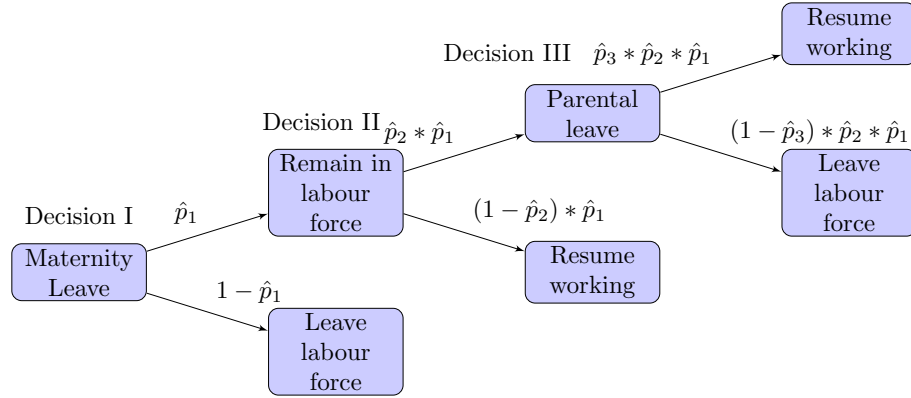 Resume
working
Decision III
$\hat{p}_3 * \hat{p}_2 * \hat{p}_1$
Parental
leave
$(1 - \hat{p}_3) * \hat{p}_2 * \hat{p}_1$
Leave
labour
force
Decision II
$\hat{p}_2 * \hat{p}_1$
Remain in
labour
force
$(1 - \hat{p}_2) * \hat{p}_1$
Resume
working
Decision I
$\hat{p}_1$
Maternity
Leave
$1 - \hat{p}_1$
Leave
labour
force